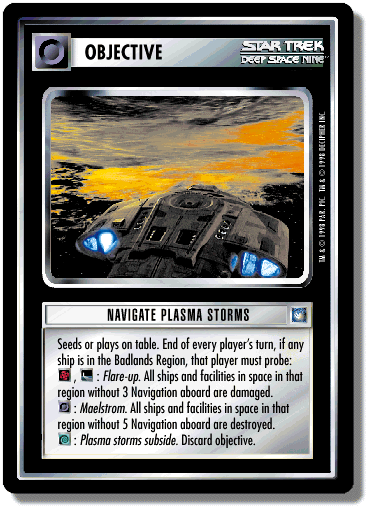 OBJECTIVE
STAR TREK
DEEP SPACE NINE™
TM & © 1998 PAR. PIC. TM & © 1998 DECIPHER INC.
NAVIGATE PLASMA STORMS
Seeds or plays on table. End of every player's turn, if any
ship is in the Badlands Region, that player must probe:
, : Flare-up. All ships and facilities in space in that
region without 3 Navigation aboard are damaged.
: Maelstrom. All ships and facilities in space in that
region without 5 Navigation aboard are destroyed.
: Plasma storms subside. Discard objective.